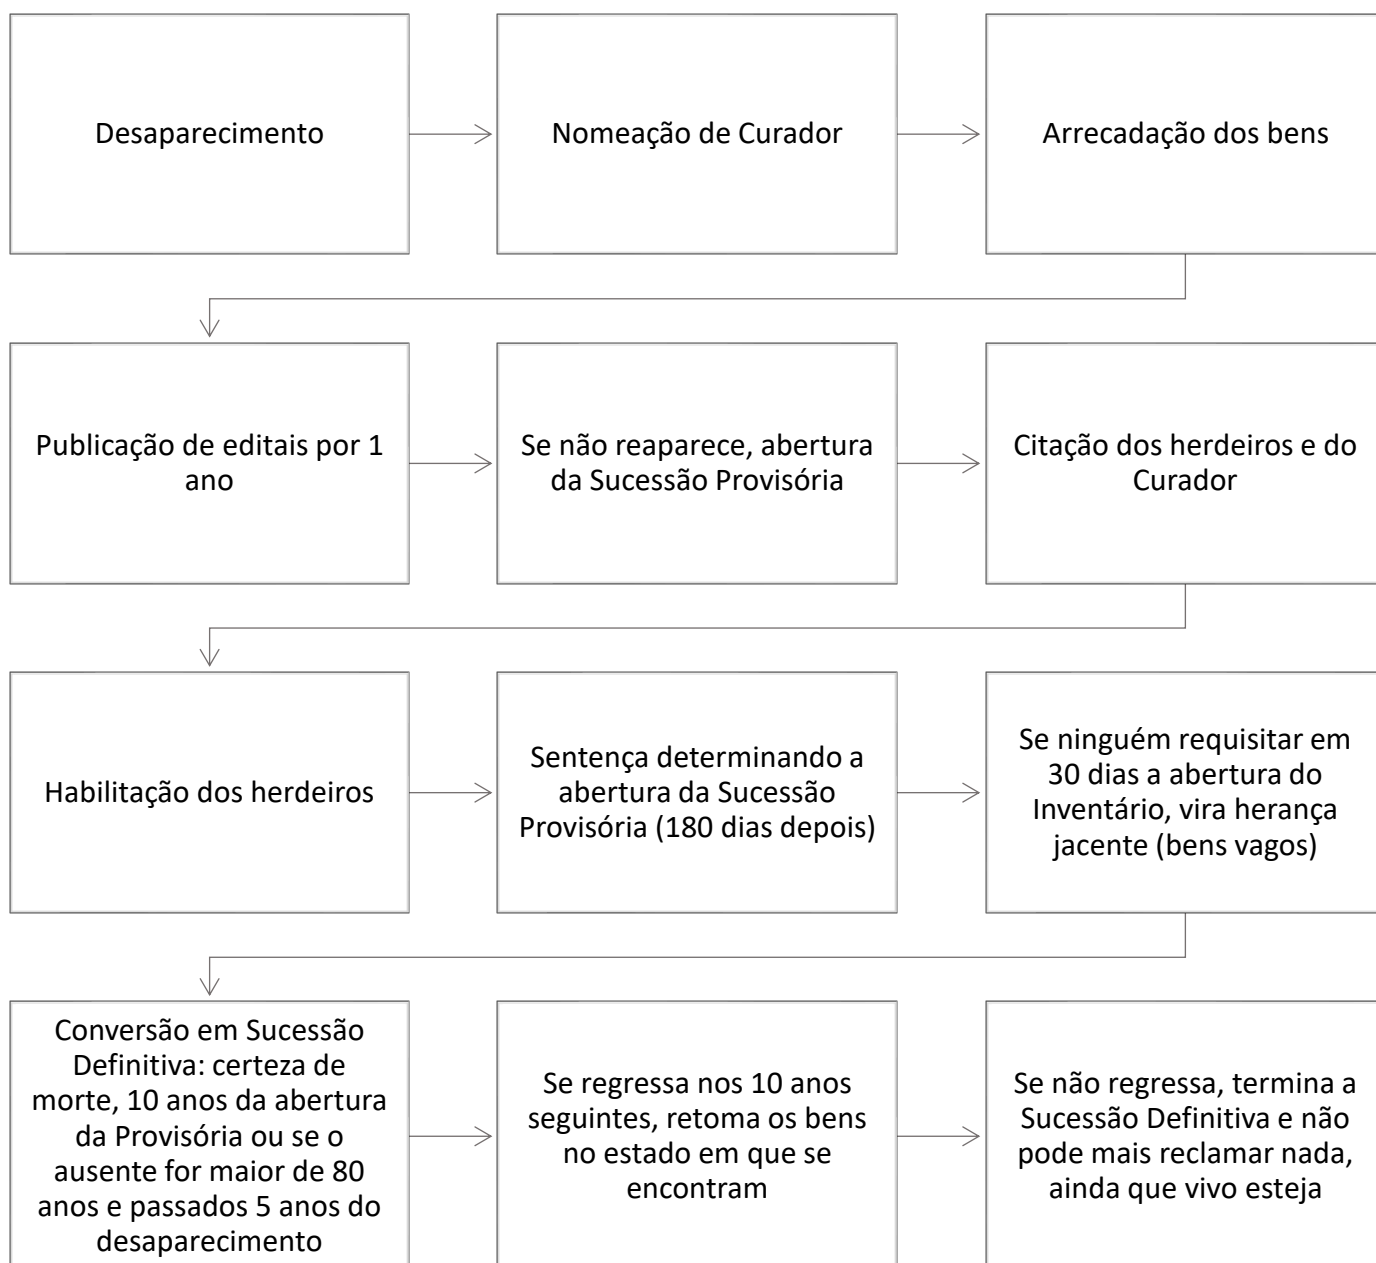 Desaparecimento
Nomeação de Curador
Arrecadação dos bens
Publicação de editais por 1
ano
Se não reaparece, abertura
da Sucessão Provisória
Citação dos herdeiros e do
Curador
Habilitação dos herdeiros
Sentença determinando a
abertura da Sucessão
Provisória (180 dias depois)
Se ninguém requisitar em
30 dias a abertura do
Inventário, vira herança
jacente (bens vagos)
Conversão em Sucessão
Definitiva: certeza de
morte, 10 anos da abertura
da Provisória ou se o
ausente for maior de 80
anos e passados 5 anos do
desaparecimento
Se regressa nos 10 anos
seguintes, retoma os bens
no estado em que se
encontram
Se não regressa, termina a
Sucessão Definitiva e não
pode mais reclamar nada,
ainda que vivo esteja